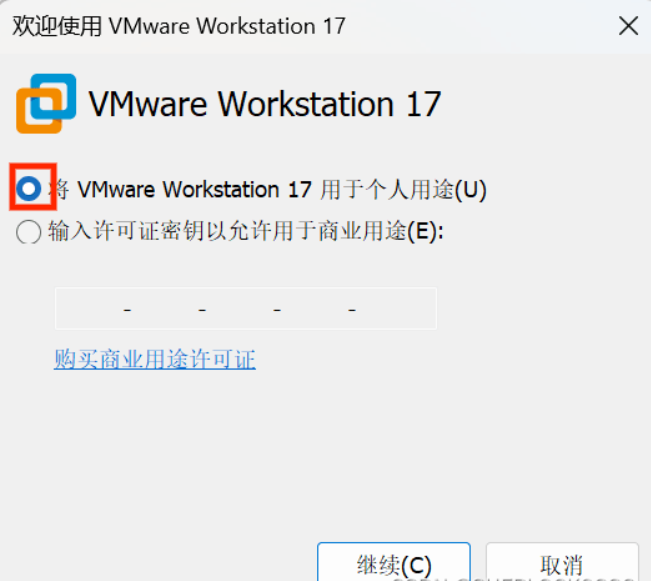 欢迎使用 VMware Workstation 17
VMware Workstation 17
将 VMware Workstation 17 用于个人用途(U)
输入许可证密钥以允许用于商业用途(E):
- - - -
购买商业用途许可证
继续(C) 取消